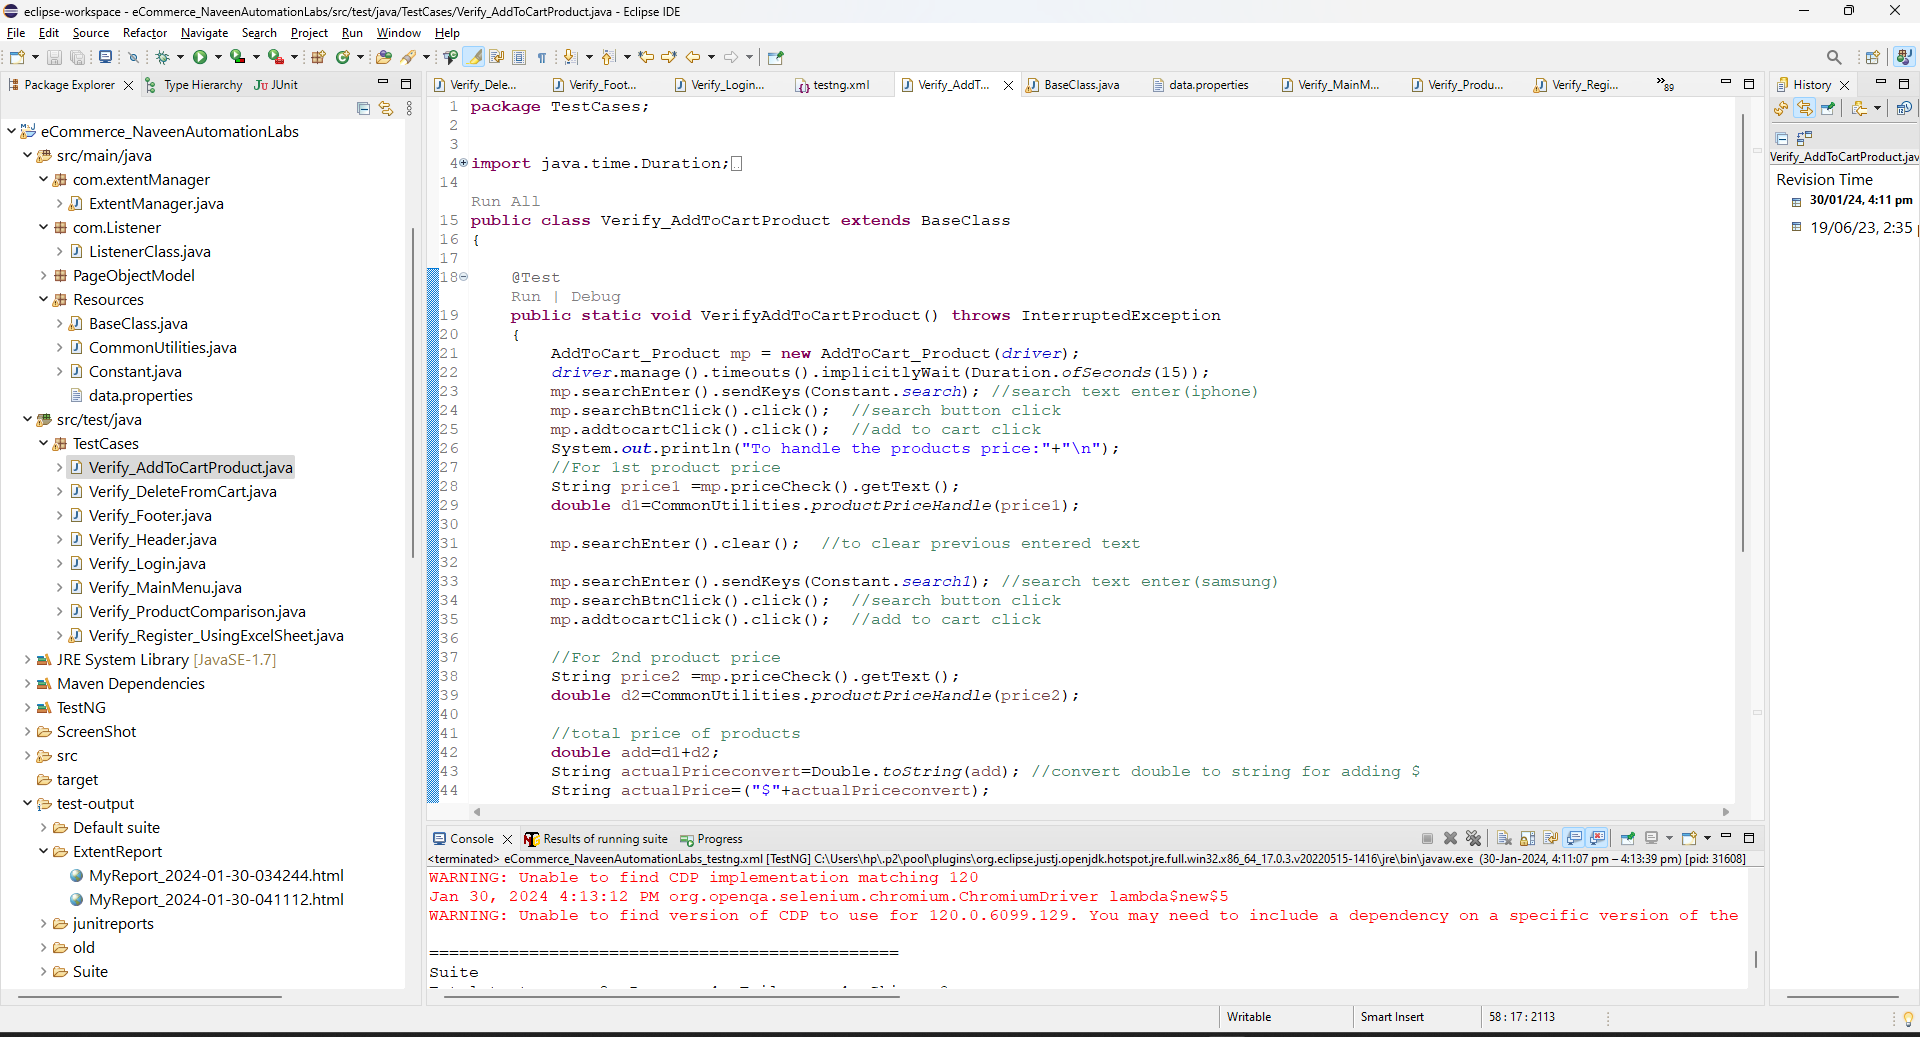 eclipse-workspace - eCommerce_NaveenAutomationLabs/src/test/java/TestCases/Verify_AddToCartProduct.java - Eclipse IDE
File Edit Source Refactor Navigate Search Project Run Window Help
Package Explorer Type Hierarchy JUnit
eCommerce_NaveenAutomationLabs
src/main/java
com.extentManager
ExtentManager.java
com.Listener
ListenerClass.java
PageObjectModel
Resources
BaseClass.java
CommonUtilities.java
Constant.java
data.properties
src/test/java
TestCases
Verify_AddToCartProduct.java
Verify_DeleteFromCart.java
Verify_Footer.java
Verify_Header.java
Verify_Login.java
Verify_MainMenu.java
Verify_ProductComparison.java
Verify_Register_UsingExcelSheet.java
JRE System Library [JavaSE-1.7]
Maven Dependencies
TestNG
ScreenShot
src
target
test-output
Default suite
ExtentReport
MyReport_2024-01-30-034244.html
MyReport_2024-01-30-041112.html
junitreports
old
Suite
Verify_Dele... Verify_Foot... Verify_Login... testng.xml Verify_AddT... BaseClass.java data.properties Verify_MainM... Verify_Produ... Verify_Regi... 89
1 package TestCases;
2
3
4 import java.time.Duration;
14
Run All
15 public class Verify_AddToCartProduct extends BaseClass
16 {
17
18 @Test
Run | Debug
19 public static void VerifyAddToCartProduct() throws InterruptedException
20 {
21 AddToCart_Product mp = new AddToCart_Product(driver);
22 driver.manage().timeouts().implicitlyWait(Duration.ofSeconds(15));
23 mp.searchEnter().sendKeys(Constant.search); //search text enter(iphone)
24 mp.searchBtnClick().click(); //search button click
25 mp.addtocartClick().click(); //add to cart click
26 System.out.println("To handle the products price:"+"\n");
27 //For 1st product price
28 String price1 =mp.priceCheck().getText();
29 double d1=CommonUtilities.productPriceHandle(price1);
30
31 mp.searchEnter().clear(); //to clear previous entered text
32
33 mp.searchEnter().sendKeys(Constant.search1); //search text enter(samsung)
34 mp.searchBtnClick().click(); //search button click
35 mp.addtocartClick().click(); //add to cart click
36
37 //For 2nd product price
38 String price2 =mp.priceCheck().getText();
39 double d2=CommonUtilities.productPriceHandle(price2);
40
41 //total price of products
42 double add=d1+d2;
43 String actualPriceconvert=Double.toString(add); //convert double to string for adding $
44 String actualPrice=("$"+actualPriceconvert);
Console Results of running suite Progress
<terminated> eCommerce_NaveenAutomationLabs_testng.xml [TestNG] C:\Users\hp\.p2\pool\plugins\org.eclipse.justj.openjdk.hotspot.jre.full.win32.x86_64_17.0.3.v20220515-1416\jre\bin\javaw.exe (30-Jan-2024, 4:11:07 pm – 4:13:39 pm) [pid: 31608]
WARNING: Unable to find CDP implementation matching 120
Jan 30, 2024 4:13:12 PM org.openqa.selenium.chromium.ChromiumDriver lambda$new$5
WARNING: Unable to find version of CDP to use for 120.0.6099.129. You may need to include a dependency on a specific version of the
===============================================
Suite
History
Verify_AddToCartProduct.jav
Revision Time
30/01/24, 4:11 pm
19/06/23, 2:35
Writable Smart Insert 58 : 17 : 2113